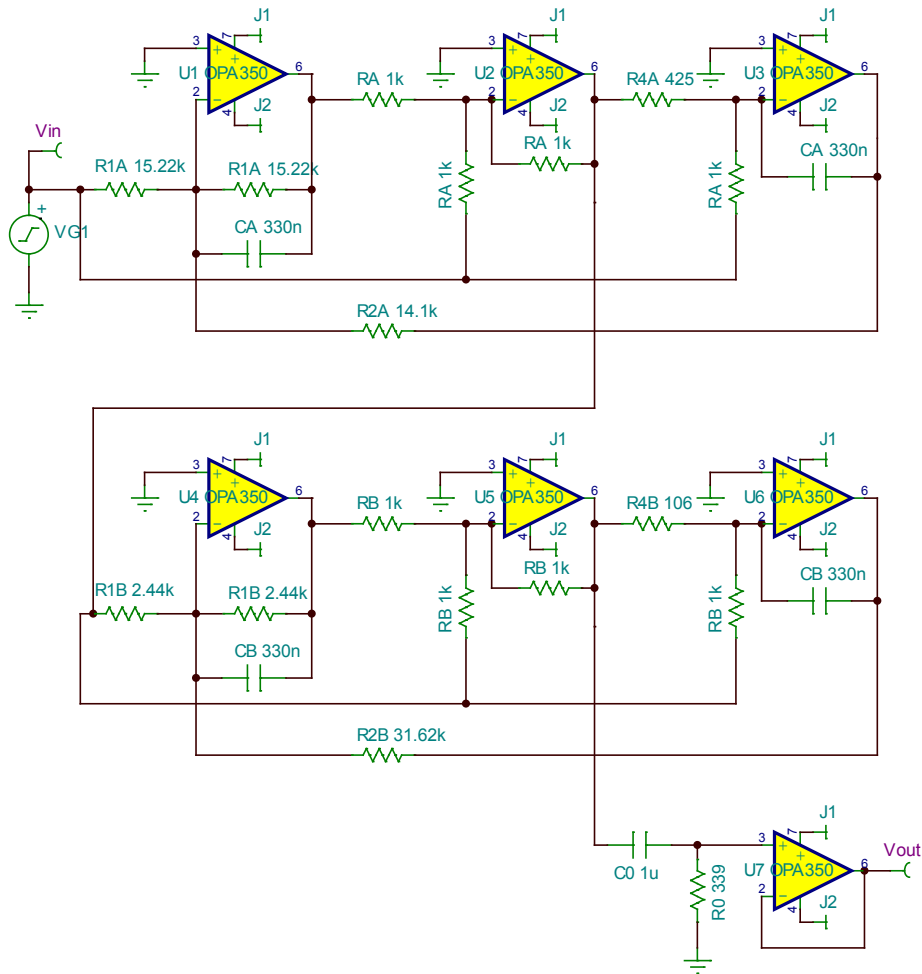 J1
3
7
+
+
U1 OPA350
6
2
−
4
J2
RA 1k
J1
3
7
+
+
U2 OPA350
6
2
−
4
J2
R4A 425
J1
3
7
+
+
U3 OPA350
6
2
−
4
J2
Vin
R1A 15.22k
R1A 15.22k
RA 1k
RA 1k
RA 1k
CA 330n
+
VG1
CA 330n
R2A 14.1k
J1
3
7
+
+
U4 OPA350
6
2
−
4
J2
RB 1k
J1
3
7
+
+
U5 OPA350
6
2
−
4
J2
R4B 106
J1
3
7
+
+
U6 OPA350
6
2
−
4
J2
R1B 2.44k
R1B 2.44k
RB 1k
RB 1k
RB 1k
CB 330n
CB 330n
R2B 31.62k
J1
3
7
+
+
U7 OPA350
6
2
−
4
J2
Vout
C0 1u
R0 339